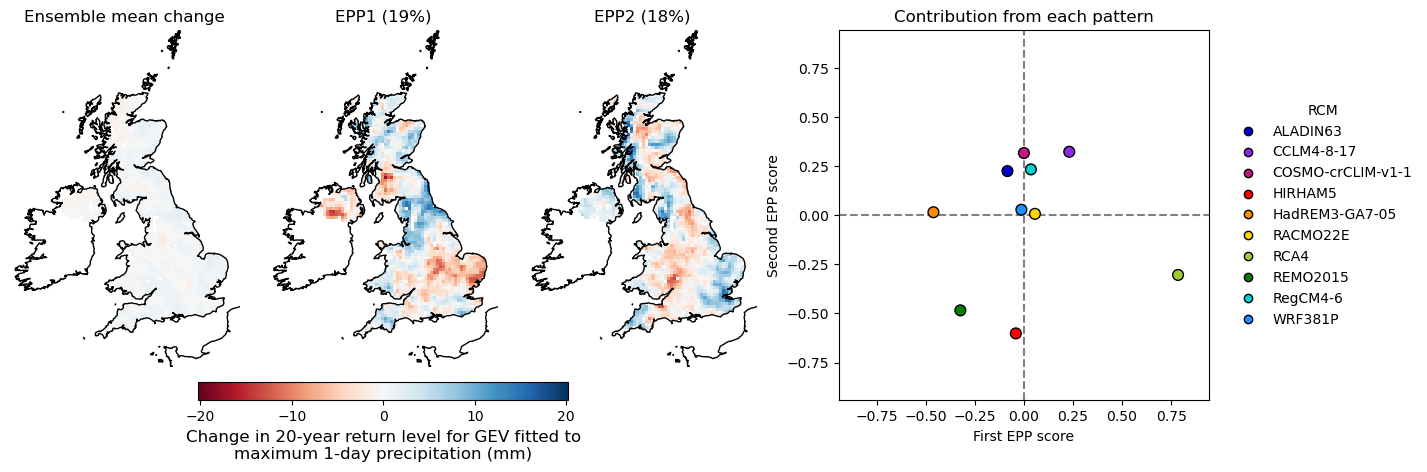 Ensemble mean change
EPP1 (19%)
EPP2 (18%)
−20
−10
0
10
20
Change in 20-year return level for GEV fitted to
maximum 1-day precipitation (mm)
Contribution from each pattern
Second EPP score
0.75
0.50
0.25
0.00
−0.25
−0.50
−0.75
−0.75
−0.50
−0.25
0.00
0.25
0.50
0.75
First EPP score
RCM
ALADIN63
CCLM4-8-17
COSMO-crCLIM-v1-1
HIRHAM5
HadREM3-GA7-05
RACMO22E
RCA4
REMO2015
RegCM4-6
WRF381P